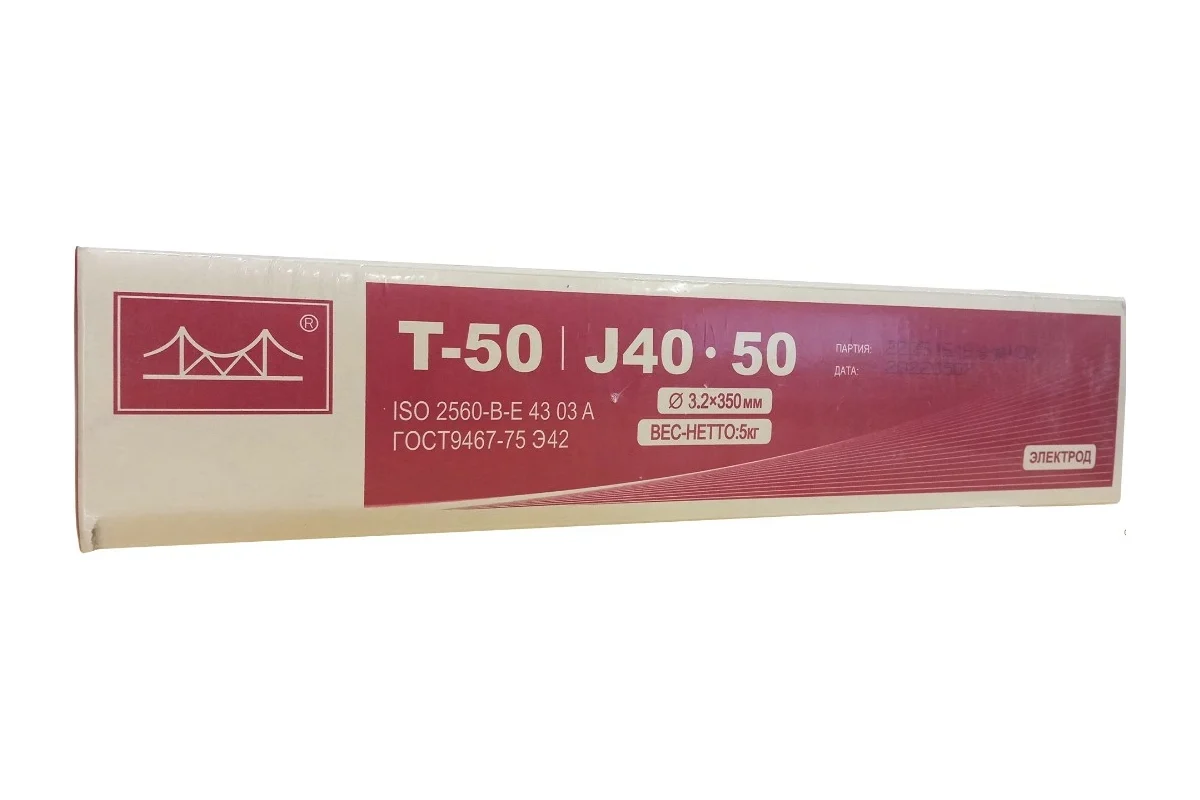 ®
T-50 | J40 · 50
ISO 2560-B-E 43 03 A
ГОСТ9467-75 Э42
Ø 3.2×350мм
ВЕС-НЕТТО:5кг
ПАРТИЯ:
ДАТА:
ЭЛЕКТРОД